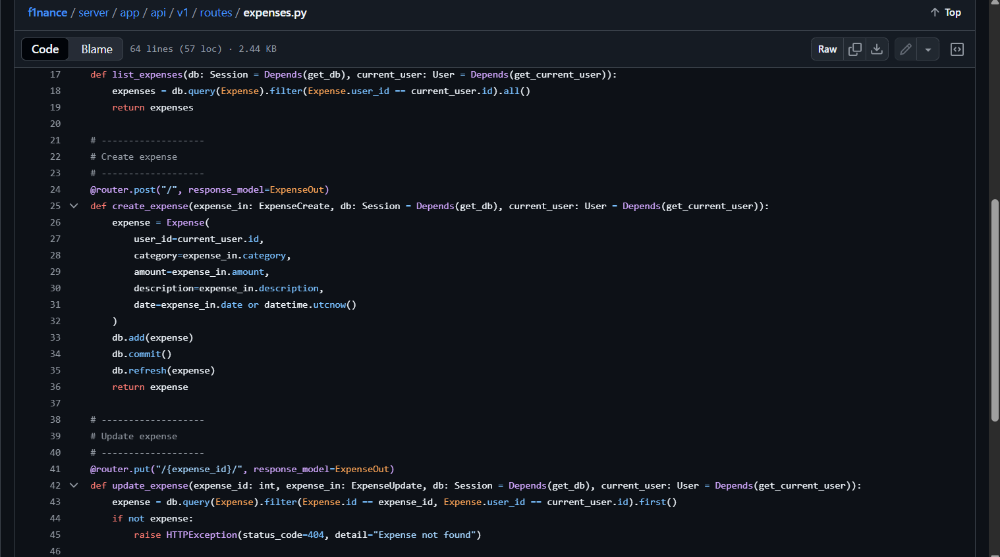 f1nance / server / app / api / v1 / routes / expenses.py Top
Code Blame 64 lines (57 loc) · 2.44 KB Raw
17 def list_expenses(db: Session = Depends(get_db), current_user: User = Depends(get_current_user)):
18     expenses = db.query(Expense).filter(Expense.user_id == current_user.id).all()
19     return expenses
20
21 # -------------------
22 # Create expense
23 # -------------------
24 @router.post("/", response_model=ExpenseOut)
25 def create_expense(expense_in: ExpenseCreate, db: Session = Depends(get_db), current_user: User = Depends(get_current_user)):
26     expense = Expense(
27         user_id=current_user.id,
28         category=expense_in.category,
29         amount=expense_in.amount,
30         description=expense_in.description,
31         date=expense_in.date or datetime.utcnow()
32     )
33     db.add(expense)
34     db.commit()
35     db.refresh(expense)
36     return expense
37
38 # -------------------
39 # Update expense
40 # -------------------
41 @router.put("/{expense_id}/", response_model=ExpenseOut)
42 def update_expense(expense_id: int, expense_in: ExpenseUpdate, db: Session = Depends(get_db), current_user: User = Depends(get_current_user)):
43     expense = db.query(Expense).filter(Expense.id == expense_id, Expense.user_id == current_user.id).first()
44     if not expense:
45         raise HTTPException(status_code=404, detail="Expense not found")
46